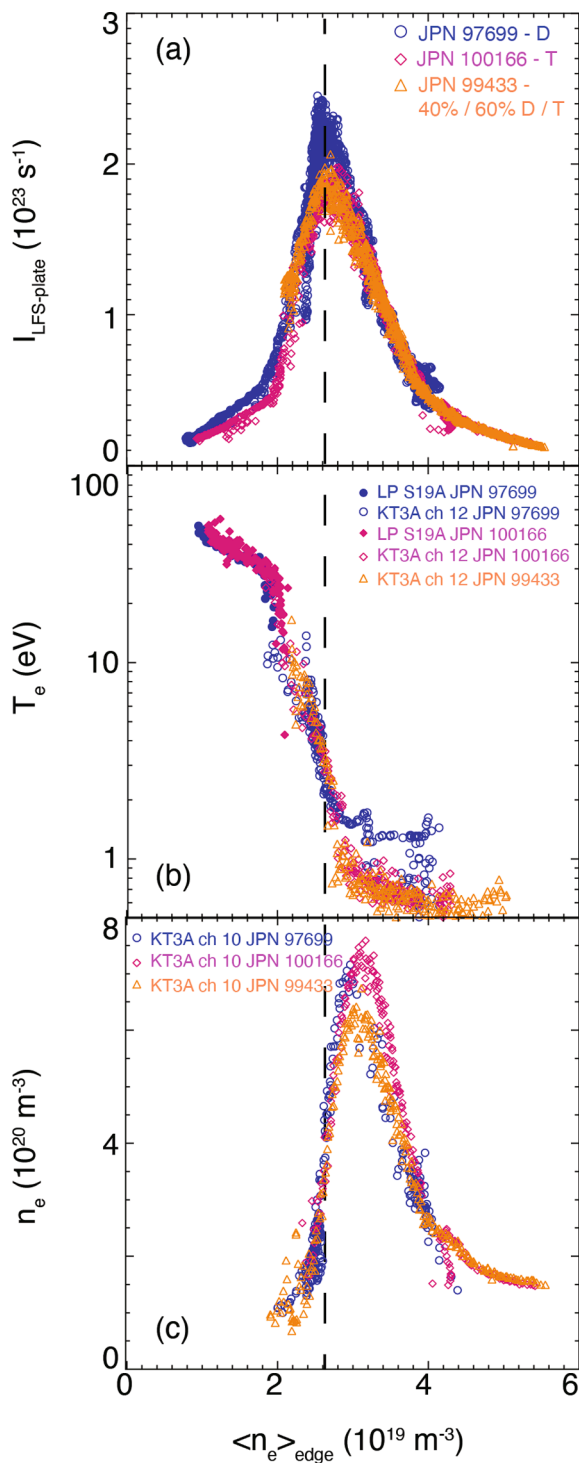 (a)
JPN 97699 - D
JPN 100166 - T
JPN 99433 -
40% / 60% D / T
I_LFS-plate (10^23 s^-1)
3
2
1
0
(b)
LP S19A JPN 97699
KT3A ch 12 JPN 97699
LP S19A JPN 100166
KT3A ch 12 JPN 100166
KT3A ch 12 JPN 99433
T_e (eV)
100
10
1
(c)
KT3A ch 10 JPN 97699
KT3A ch 10 JPN 100166
KT3A ch 10 JPN 99433
n_e (10^20 m^-3)
8
4
0
0 2 4 6
<n_e>_edge (10^19 m^-3)